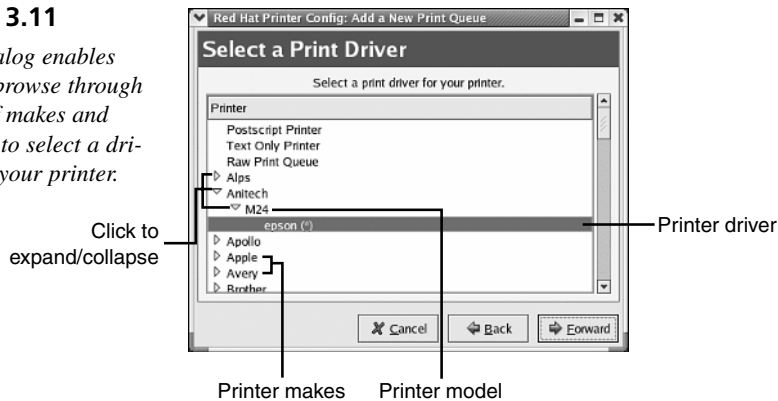 3.11
alog enables
browse through
f makes and
to select a dri-
your printer.
Red Hat Printer Config: Add a New Print Queue
Select a Print Driver
Select a print driver for your printer.
Printer
Postscript Printer
Text Only Printer
Raw Print Queue
Alps
Anitech
M24
epson (*)
Apollo
Apple
Avery
Brother
Cancel
Back
Forward
Click to
expand/collapse
Printer driver
Printer makes
Printer model